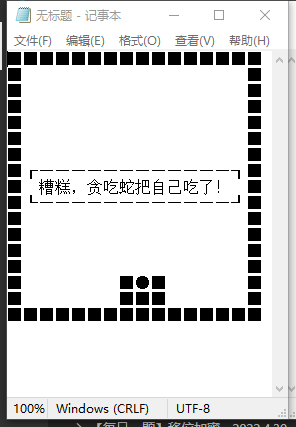 无标题 - 记事本
文件(F) 编辑(E) 格式(O) 查看(V) 帮助(H)
糟糕，贪吃蛇把自己吃了！
100% Windows (CRLF) UTF-8